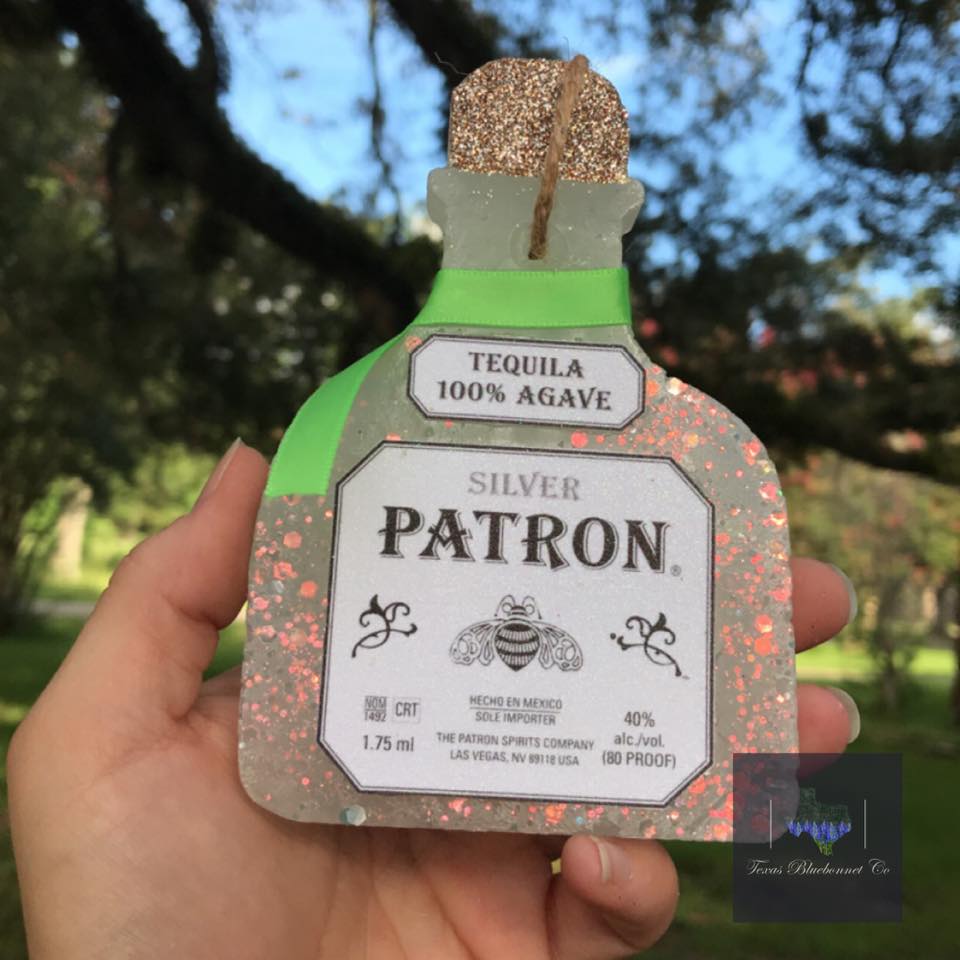 TEQUILA
100% AGAVE
SILVER
PATRON®
NOM
1492
CRT
1.75 ml
HECHO EN MEXICO
SOLE IMPORTER
THE PATRON SPIRITS COMPANY
LAS VEGAS, NV 89118 USA
40%
alc./vol.
(80 PROOF)
Texas Bluebonnet Co